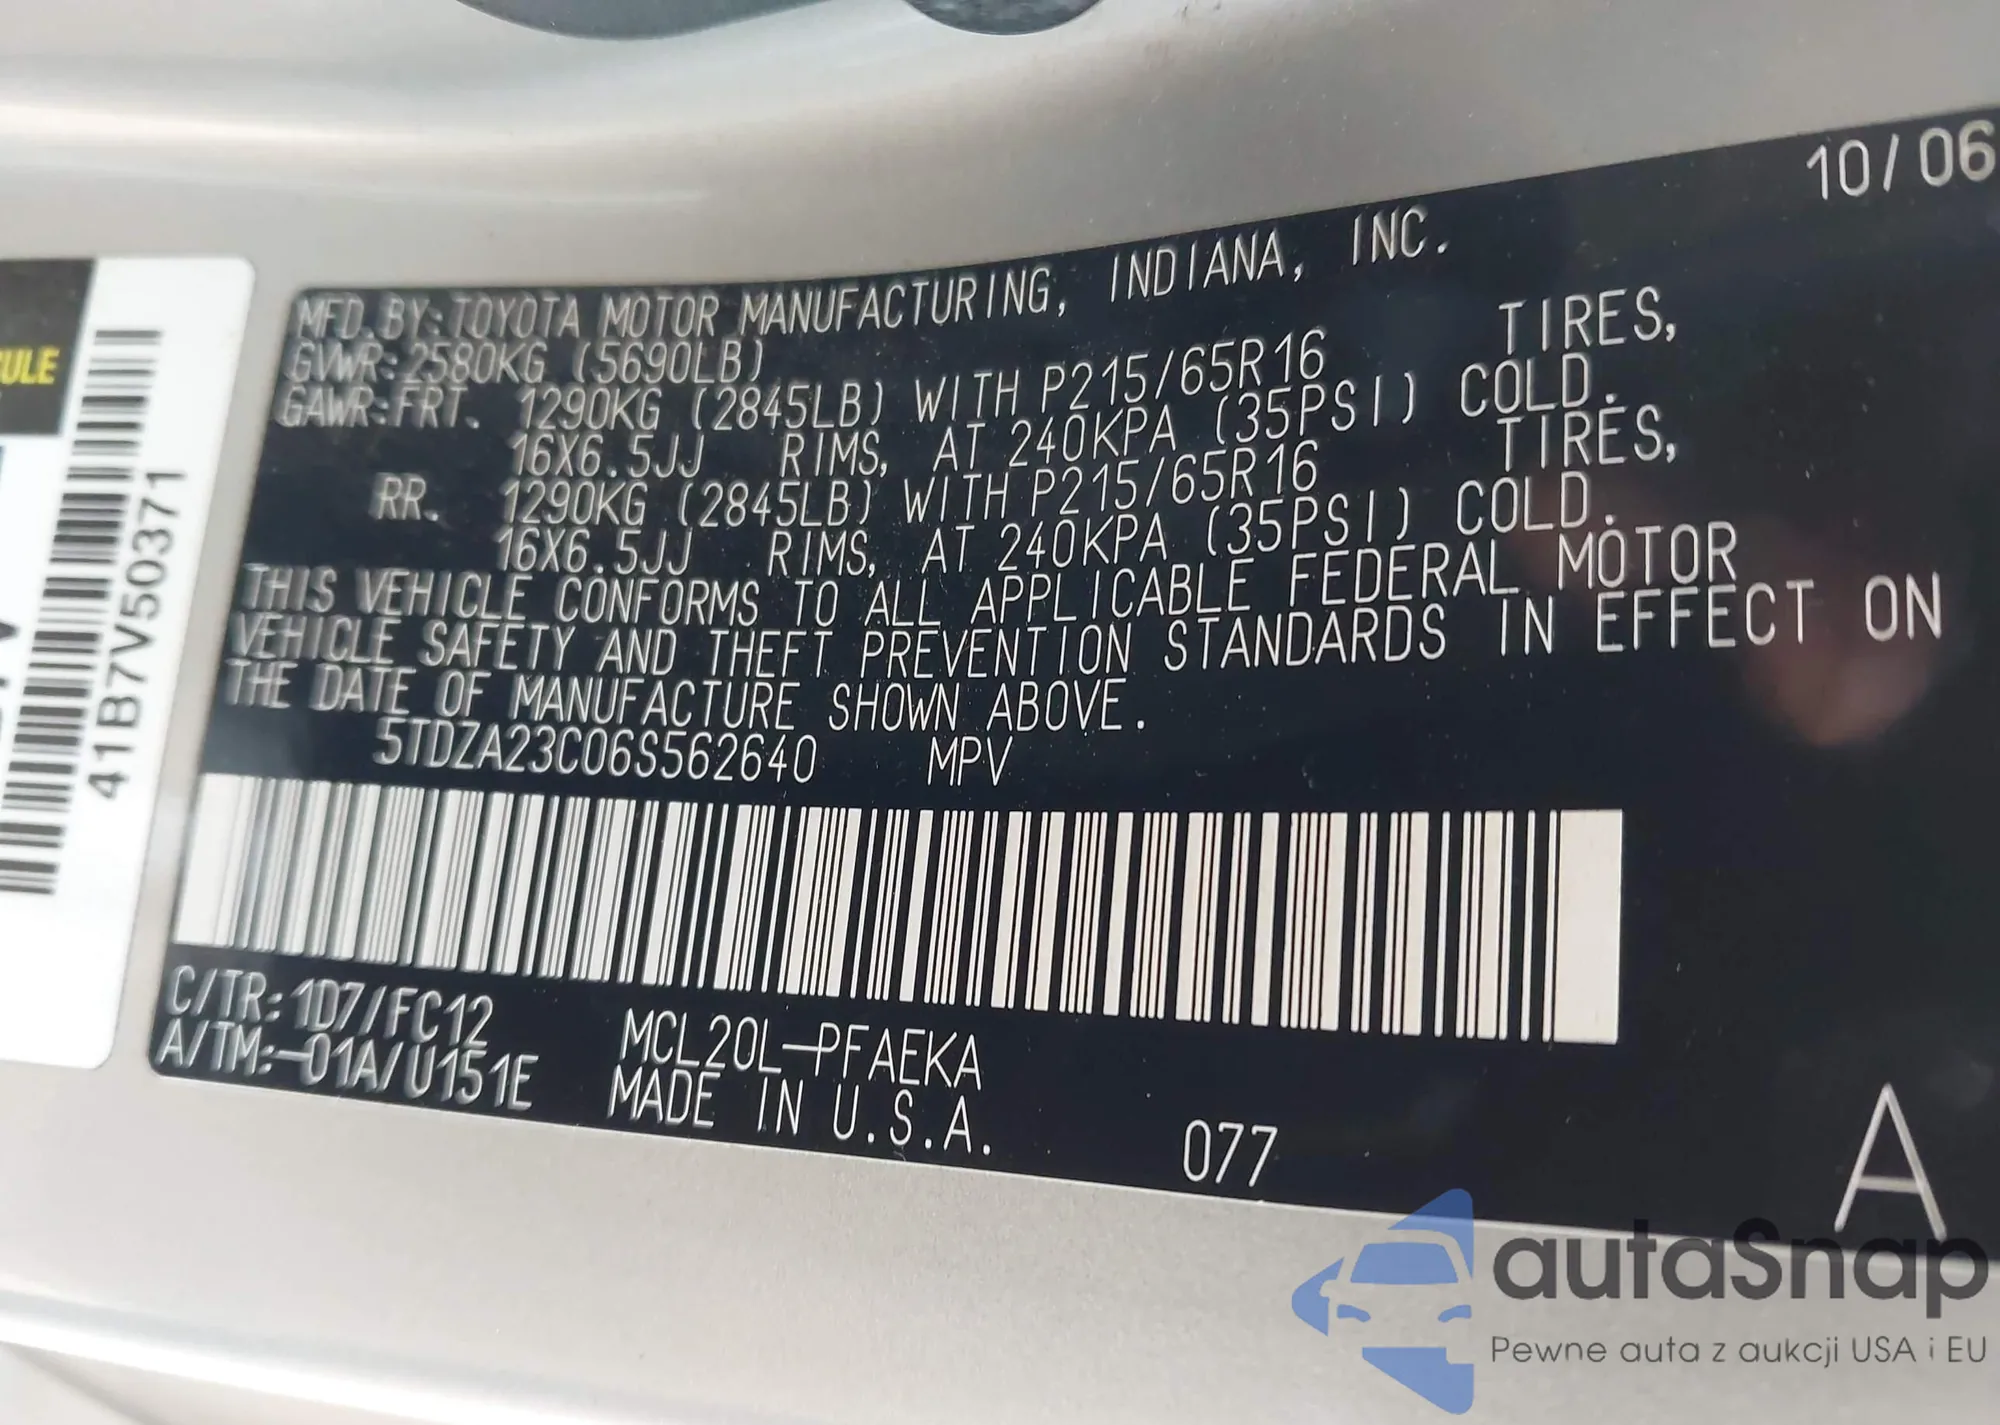 10/06
MFD.BY:TOYOTA MOTOR MANUFACTURING, INDIANA, INC.
GVWR:2580KG (5690LB)
GAWR:FRT. 1290KG (2845LB) WITH P215/65R16 TIRES,
16X6.5JJ RIMS, AT 240KPA (35PSI) COLD.
RR. 1290KG (2845LB) WITH P215/65R16 TIRES,
16X6.5JJ RIMS, AT 240KPA (35PSI) COLD.
THIS VEHICLE CONFORMS TO ALL APPLICABLE FEDERAL MOTOR
VEHICLE SAFETY AND THEFT PREVENTION STANDARDS IN EFFECT ON
THE DATE OF MANUFACTURE SHOWN ABOVE.
5TDZA23C06S562640 MPV
C/TR:1D7/FC12
A/TM:-01A/U151E
MCL20L-PFAEKA
MADE IN U.S.A.
077
A
41B7V50371
autaSnap
Pewne auta z aukcji USA i EU